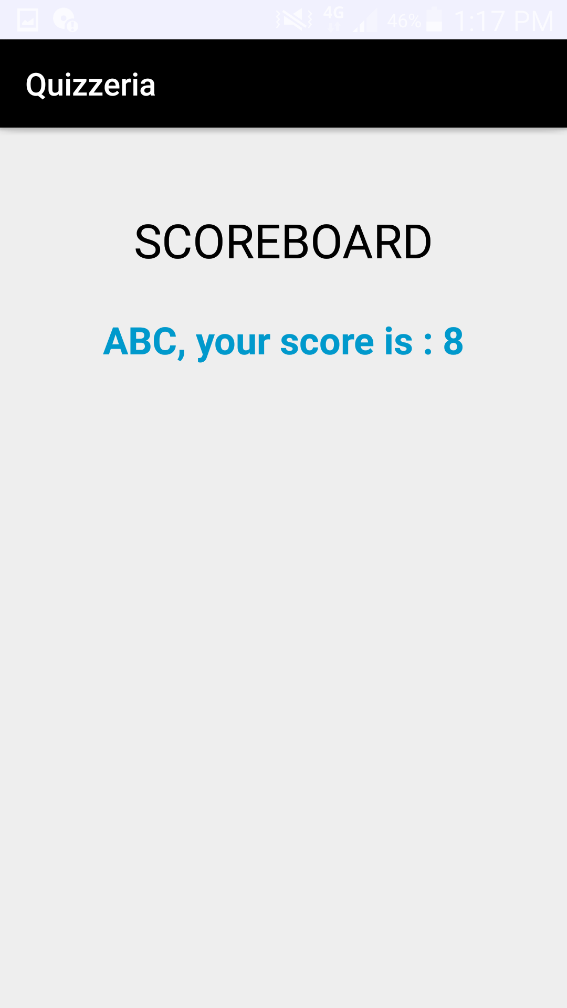 4G 46% 1:17 PM
Quizzeria
SCOREBOARD
ABC, your score is : 8